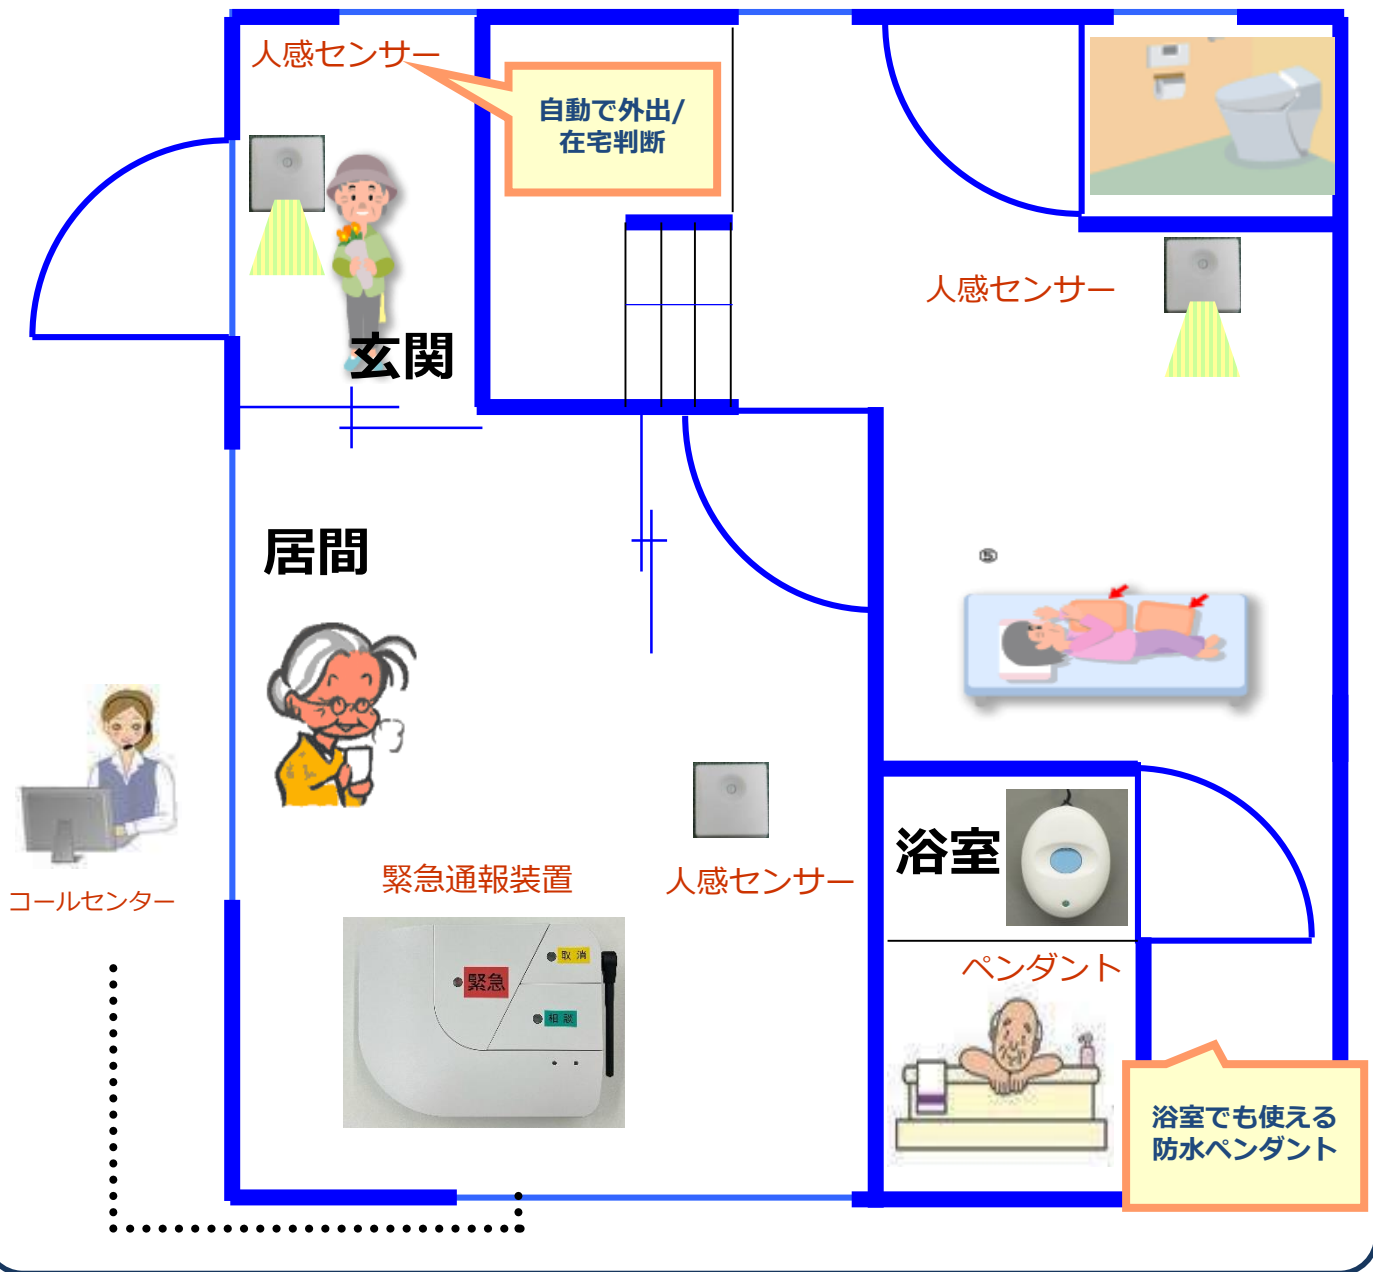 人感センサー
自動で外出/
在宅判断
人感センサー
玄関
居間
⑤
浴室
緊急通報装置
人感センサー
コールセンター
取消
緊急
相談
ペンダント
浴室でも使える
防水ペンダント